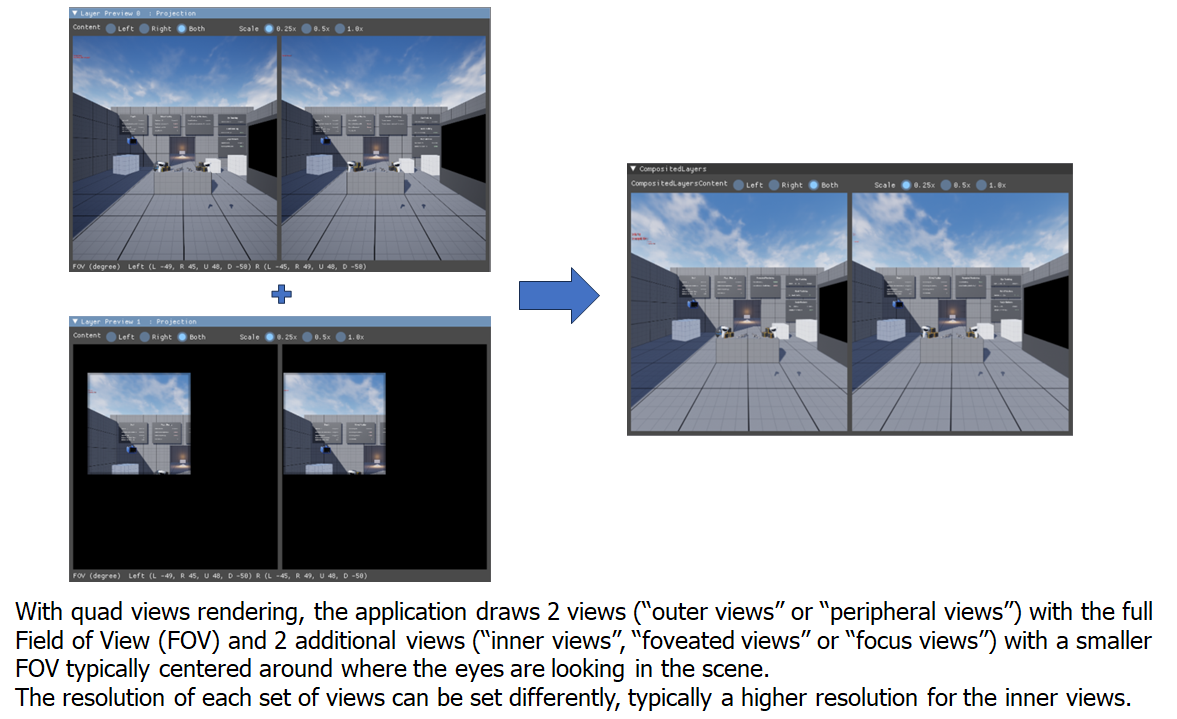 ▼ Layer Preview 0 : Projection
Content Left Right Both Scale 0.25x 0.5x 1.0x
FOV (degree) Left (L -49, R 45, U 48, D -50) R (L -45, R 49, U 48, D -50)
▼ Layer Preview 1 : Projection
Content Left Right Both Scale 0.25x 0.5x 1.0x
FOV (degree) Left (L -49, R 45, U 48, D -50) R (L -45, R 49, U 48, D -50)
▼ CompositedLayers
CompositedLayersContent Left Right Both Scale 0.25x 0.5x 1.0x
With quad views rendering, the application draws 2 views (“outer views” or “peripheral views”) with the full
Field of View (FOV) and 2 additional views (“inner views”, “foveated views” or “focus views”) with a smaller
FOV typically centered around where the eyes are looking in the scene.
The resolution of each set of views can be set differently, typically a higher resolution for the inner views.